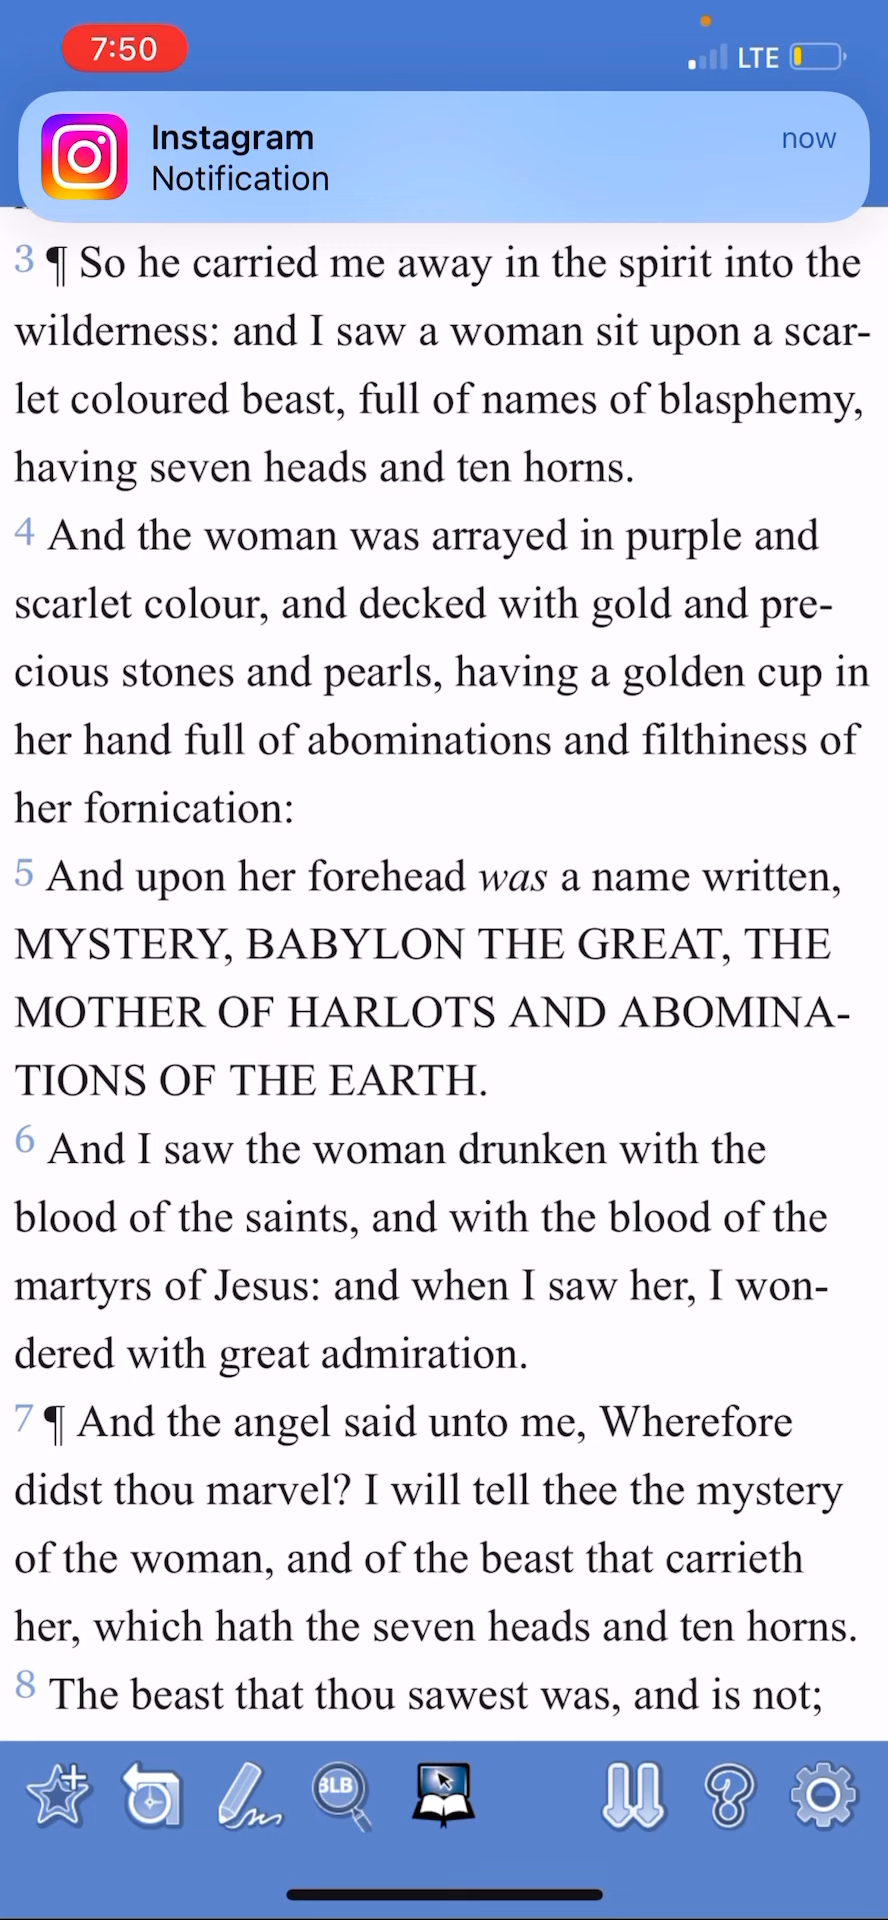 7:50
LTE
Instagram
now
Notification
3 ¶ So he carried me away in the spirit into the
wilderness: and I saw a woman sit upon a scar-
let coloured beast, full of names of blasphemy,
having seven heads and ten horns.
4 And the woman was arrayed in purple and
scarlet colour, and decked with gold and pre-
cious stones and pearls, having a golden cup in
her hand full of abominations and filthiness of
her fornication:
5 And upon her forehead was a name written,
MYSTERY, BABYLON THE GREAT, THE
MOTHER OF HARLOTS AND ABOMINA-
TIONS OF THE EARTH.
6 And I saw the woman drunken with the
blood of the saints, and with the blood of the
martyrs of Jesus: and when I saw her, I won-
dered with great admiration.
7 ¶ And the angel said unto me, Wherefore
didst thou marvel? I will tell thee the mystery
of the woman, and of the beast that carrieth
her, which hath the seven heads and ten horns.
8 The beast that thou sawest was, and is not;
BLB